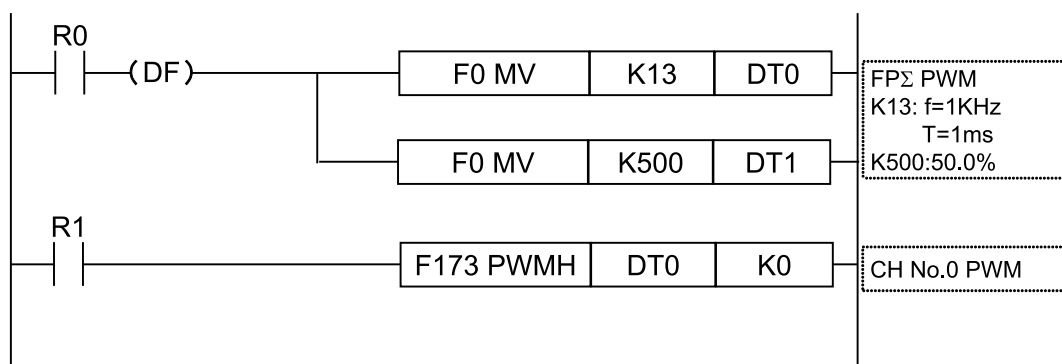 R0
(DF)
F0 MV K13 DT0
FPΣ PWM
K13: f=1KHz
T=1ms
K500:50.0%
F0 MV K500 DT1
R1
F173 PWMH DT0 K0
CH No.0 PWM